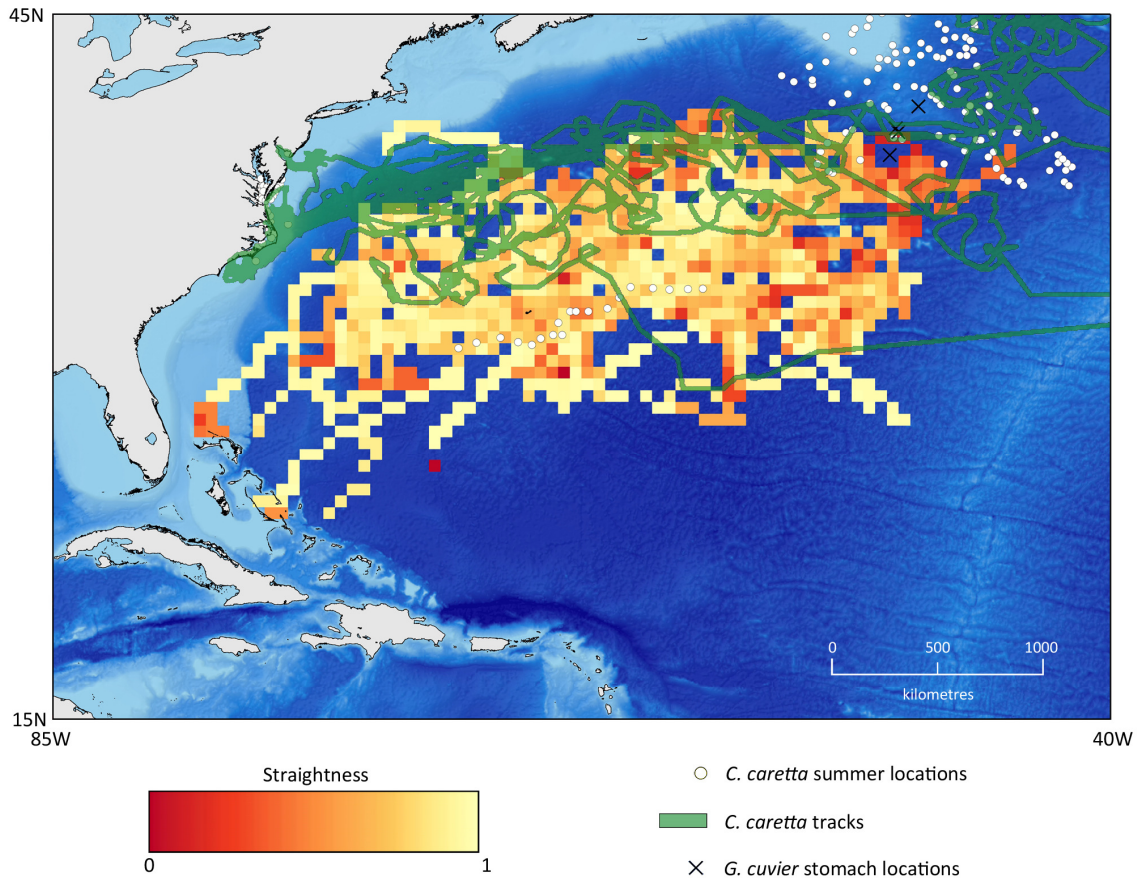 45N
15N
85W
40W
0 500 1000
kilometres
Straightness
0 1
C. caretta summer locations
C. caretta tracks
G. cuvier stomach locations